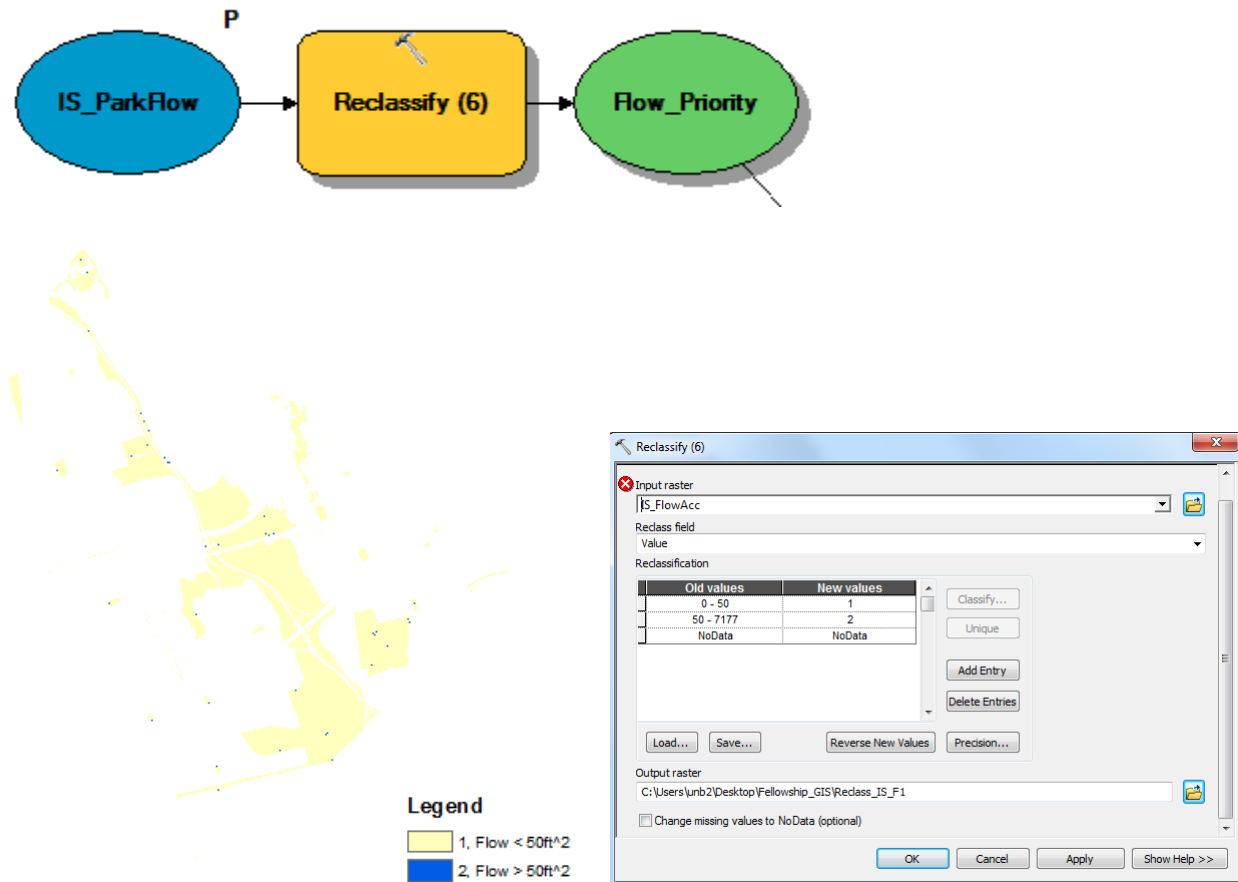 P
IS_ParkFlow
Reclassify (6)
Flow_Priority
Legend
1, Flow < 50ft^2
2, Flow > 50ft^2
Reclassify (6)
Input raster
IS_FlowAcc
Reclass field
Value
Reclassification
Old values New values
0 - 50 1
50 - 7177 2
NoData NoData
Classify...
Unique
Add Entry
Delete Entries
Load... Save... Reverse New Values Precision...
Output raster
C:\Users\unb2\Desktop\Fellowship_GIS\Reclass_IS_F1
Change missing values to NoData (optional)
OK Cancel Apply Show Help >>